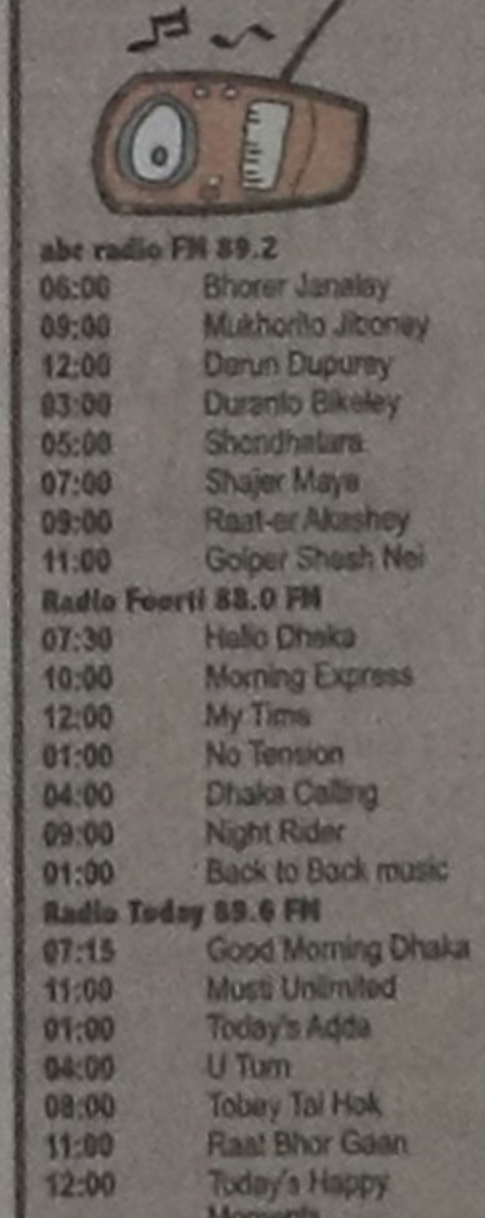 abc radio FM 89.2
06:00 Bhorer Janalay
09:00 Mukhorito Jiboney
12:00 Darun Dupurey
03:00 Duranto Bikeley
05:00 Shondhatara
07:00 Shajer Maya
09:00 Raat-er Akashey
11:00 Golper Shesh Nei
Radio Foorti 88.0 FM
07:30 Hello Dhaka
10:00 Morning Express
12:00 My Time
01:00 No Tension
04:00 Dhaka Calling
09:00 Night Rider
01:00 Back to Back music
Radio Today 89.6 FM
07:15 Good Morning Dhaka
11:00 Musti Unlimited
01:00 Today's Adda
04:00 U Turn
08:00 Tobey Tai Hok
11:00 Raat Bhor Gaan
12:00 Today's Happy
Moments